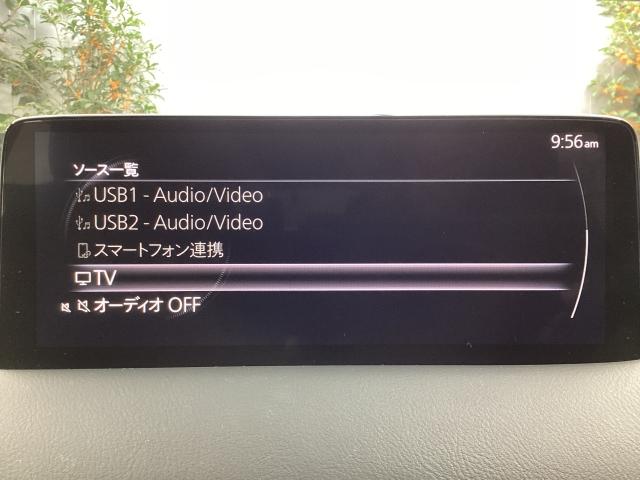 9:56am
ソース一覧
USB1 - Audio/Video
USB2 - Audio/Video
スマートフォン連携
TV
オーディオ OFF